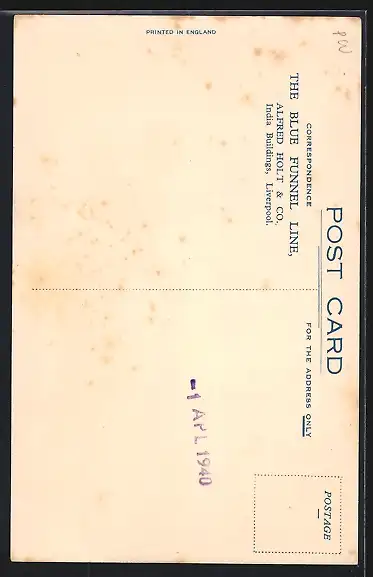 PRINTED IN ENGLAND
POST CARD
CORRESPONDENCE
FOR THE ADDRESS ONLY
THE BLUE FUNNEL LINE,
ALFRED HOLT & CO.
India Buildings, Liverpool.
POSTAGE
-1 APL 1940